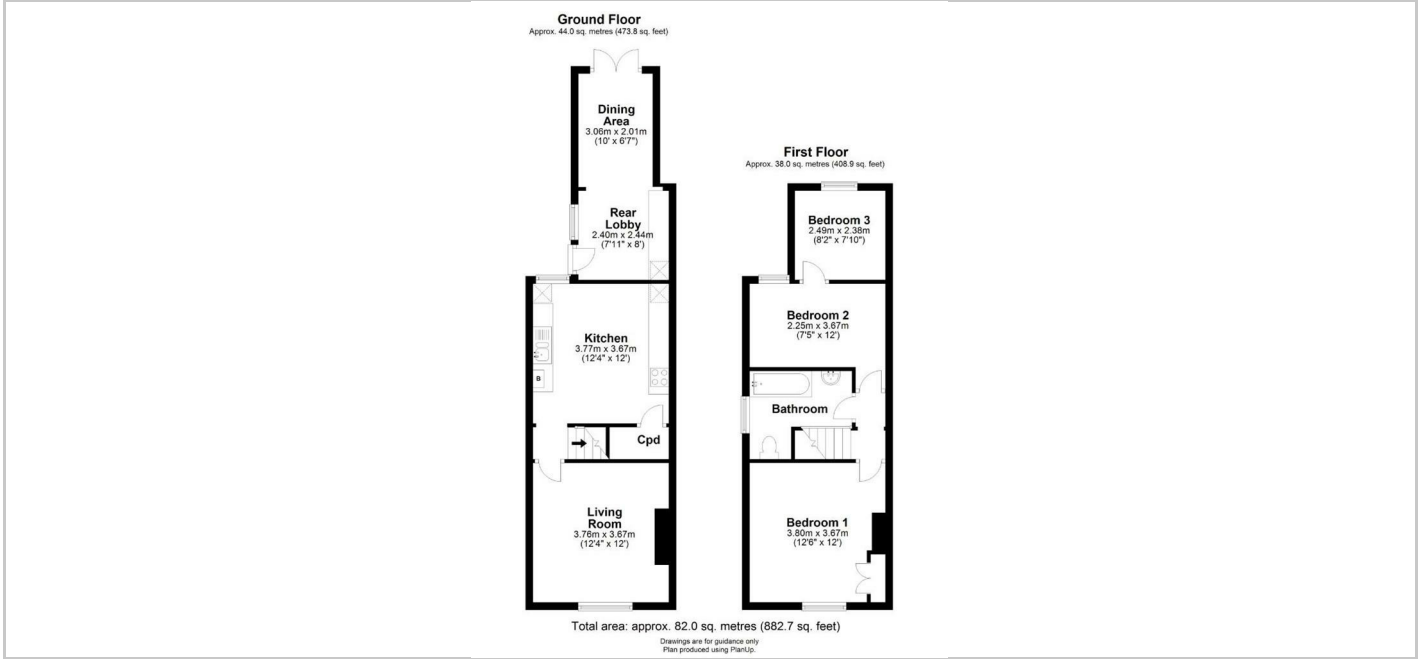 Ground Floor
Approx. 44.0 sq. metres (473.8 sq. feet)
Dining
Area
3.06m x 2.01m
(10' x 6'7")
Rear
Lobby
2.40m x 2.44m
(7'11" x 8')
Kitchen
3.77m x 3.67m
(12'4" x 12')
B
Cpd
Living
Room
3.76m x 3.67m
(12'4" x 12')
First Floor
Approx. 38.0 sq. metres (408.9 sq. feet)
Bedroom 3
2.49m x 2.38m
(8'2" x 7'10")
Bedroom 2
2.25m x 3.67m
(7'5" x 12')
Bathroom
Bedroom 1
3.80m x 3.67m
(12'6" x 12')
Total area: approx. 82.0 sq. metres (882.7 sq. feet)
Drawings are for guidance only
Plan produced using PlanUp.